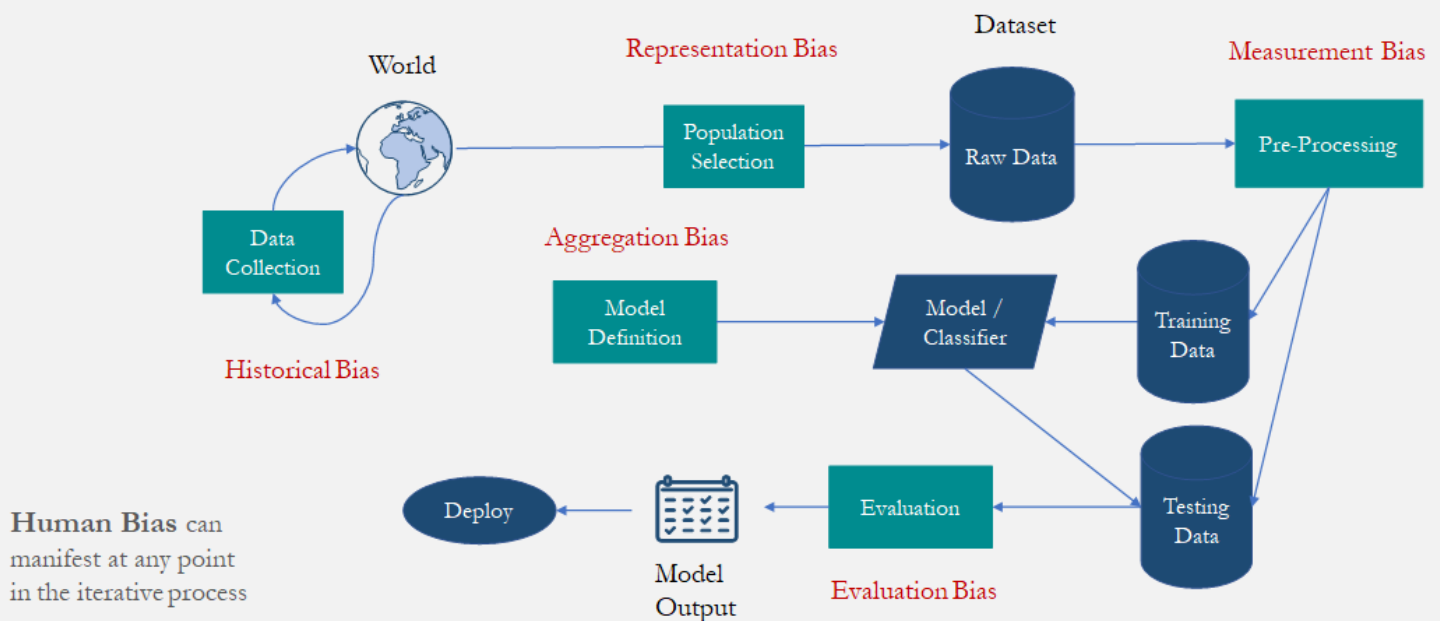 Dataset
Representation Bias
Measurement Bias
World
Population
Selection
Raw Data
Pre-Processing
Data
Collection
Aggregation Bias
Model
Definition
Model /
Classifier
Training
Data
Historical Bias
Human Bias can
manifest at any point
in the iterative process
Deploy
Model
Output
Evaluation
Evaluation Bias
Testing
Data